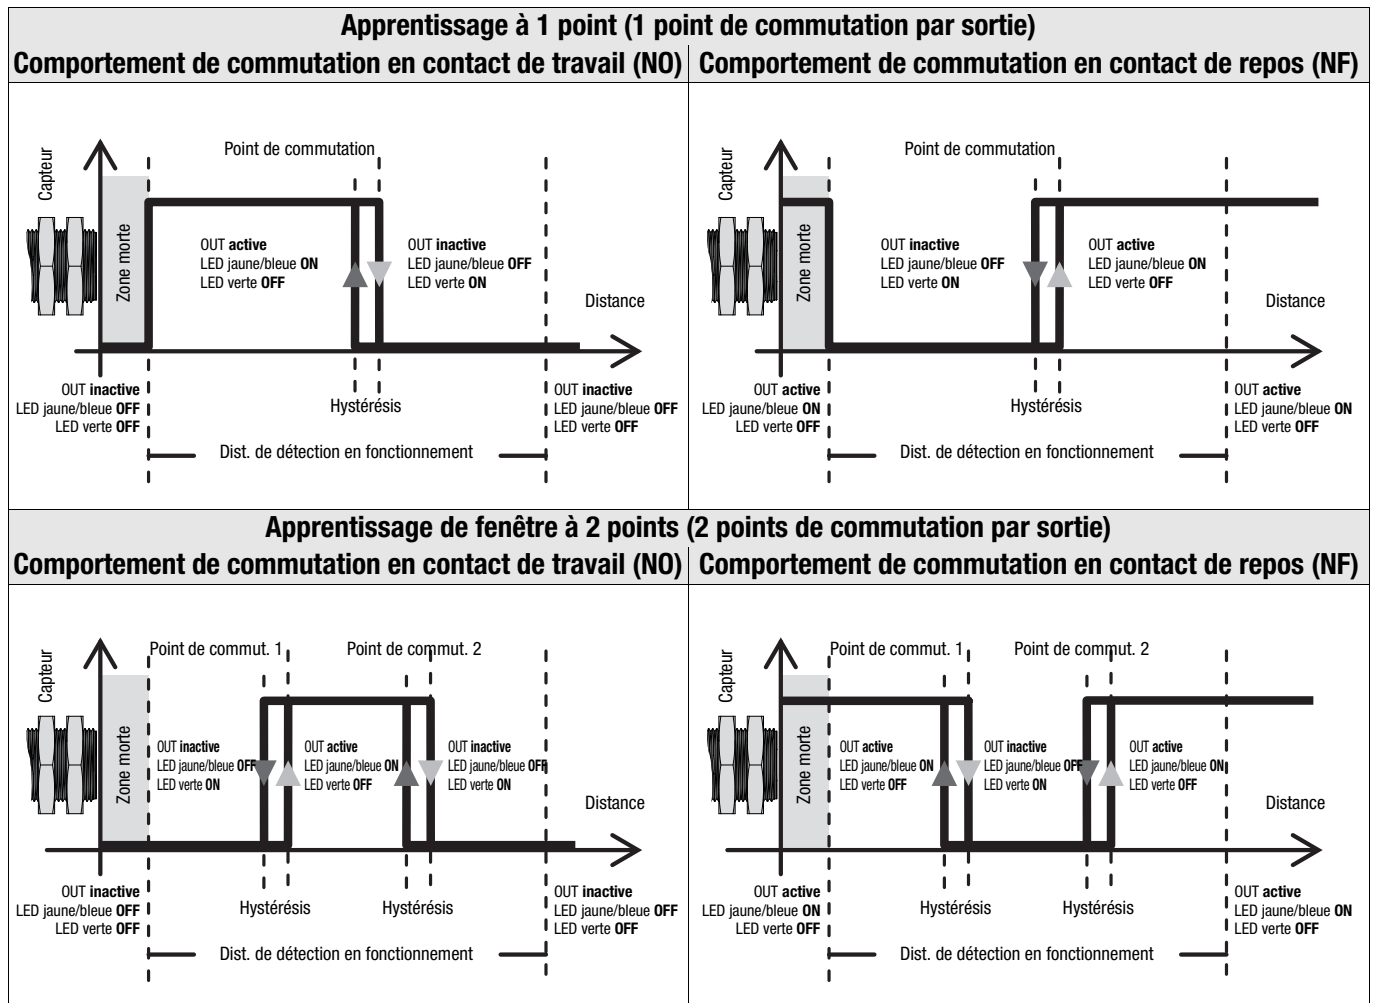 Apprentissage à 1 point (1 point de commutation par sortie)
Comportement de commutation en contact de travail (NO)
Comportement de commutation en contact de repos (NF)
Capteur
Zone morte
Point de commutation
OUT active
LED jaune/bleue ON
LED verte OFF
OUT inactive
LED jaune/bleue OFF
LED verte ON
Distance
OUT inactive
LED jaune/bleue OFF
LED verte OFF
Hystérésis
OUT inactive
LED jaune/bleue OFF
LED verte OFF
Dist. de détection en fonctionnement
Capteur
Zone morte
Point de commutation
OUT inactive
LED jaune/bleue OFF
LED verte ON
OUT active
LED jaune/bleue ON
LED verte OFF
Distance
OUT active
LED jaune/bleue ON
LED verte OFF
Hystérésis
OUT active
LED jaune/bleue ON
LED verte OFF
Dist. de détection en fonctionnement
Apprentissage de fenêtre à 2 points (2 points de commutation par sortie)
Comportement de commutation en contact de travail (NO)
Comportement de commutation en contact de repos (NF)
Capteur
Zone morte
Point de commut. 1
Point de commut. 2
OUT inactive
LED jaune/bleue OFF
LED verte ON
OUT active
LED jaune/bleue ON
LED verte OFF
OUT inactive
LED jaune/bleue OFF
LED verte ON
Distance
OUT inactive
LED jaune/bleue OFF
LED verte OFF
Hystérésis
Hystérésis
OUT inactive
LED jaune/bleue OFF
LED verte OFF
Dist. de détection en fonctionnement
Capteur
Zone morte
Point de commut. 1
Point de commut. 2
OUT active
LED jaune/bleue ON
LED verte OFF
OUT inactive
LED jaune/bleue OFF
LED verte ON
OUT active
LED jaune/bleue ON
LED verte OFF
Distance
OUT active
LED jaune/bleue ON
LED verte OFF
Hystérésis
Hystérésis
OUT active
LED jaune/bleue ON
LED verte OFF
Dist. de détection en fonctionnement